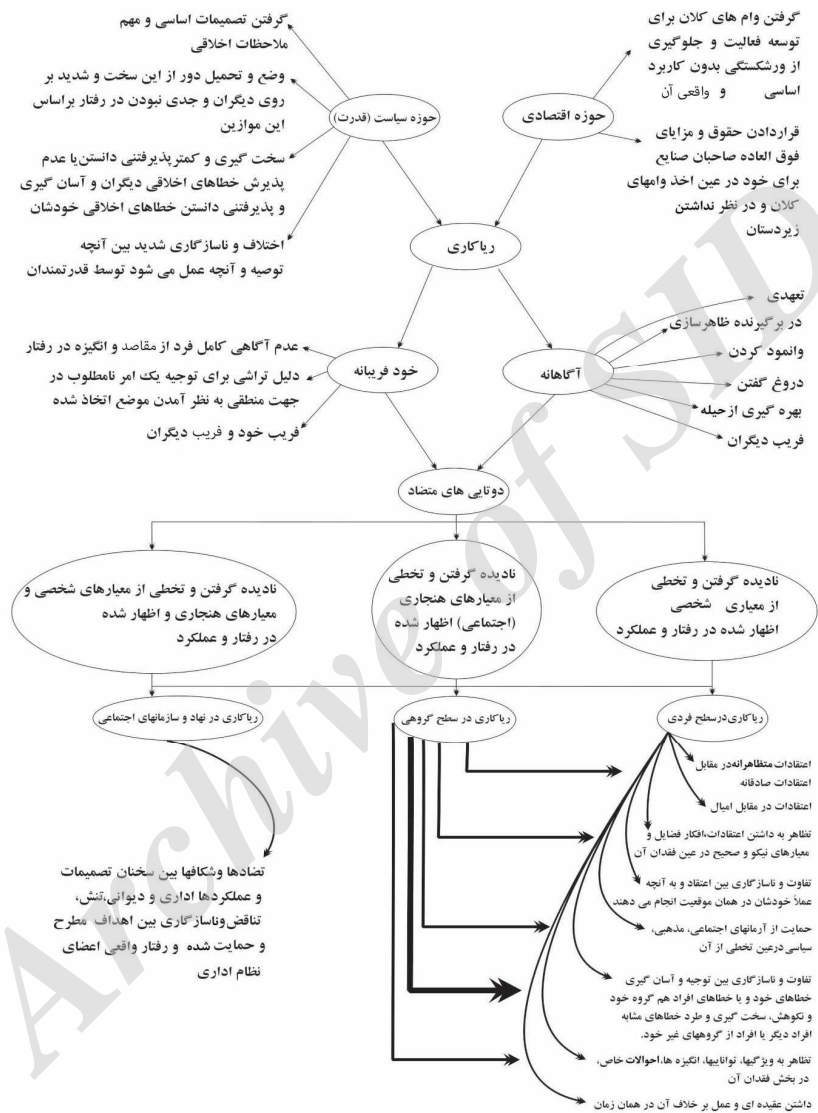 گرفتن وام های کلان برای
توسعه فعالیت و جلوگیری
از ورشکستگی بدون کاربرد
اساسی و واقعی آن
حوزه اقتصادی
قراردادن حقوق و مزایای
فوق العاده صاحبان صنایع
برای خود در عین اخذ وامهای
کلان و در نظر نداشتن
زیردستان
گرفتن تصمیمات اساسی و مهم
ملاحظات اخلاقی
وضع و تحمیل دور از این سخت و شدید بر
روی دیگران و جدی نبودن در رفتار براساس
این موازین
حوزه سیاست (قدرت)
سخت گیری و کمتر پذیرفتنی دانستن یا عدم
پذیرش خطاهای اخلاقی دیگران و آسان گیری
و پذیرفتنی دانستن خطاهای اخلاقی خودشان
اختلاف و ناسازگاری شدید بین آنچه
توصیه و آنچه عمل می شود توسط قدرتمندان
ریاکاری
تعهدی
در برگیرنده ظاهرسازی
وانمود کردن
دروغ گفتن
بهره گیری از حیله
فریب دیگران
آگاهانه
خود فریبانه
عدم آگاهی کامل فرد از مقاصد و انگیزه در رفتار
دلیل تراشی برای توجیه یک امر نامطلوب در
جهت منطقی به نظر آمدن موضع اتخاذ شده
فریب خود و فریب دیگران
دوتایی های متضاد
نادیده گرفتن و تخطی
از معیاری شخصی
اظهار شده در رفتار و عملکرد
نادیده گرفتن و تخطی
از معیارهای هنجاری
(اجتماعی) اظهار شده
در رفتار و عملکرد
نادیده گرفتن و تخطی از معیارهای شخصی و
معیارهای هنجاری و اظهار شده
در رفتار و عملکرد
ریاکاری درسطح فردی
ریاکاری در سطح گروهی
ریاکاری در نهاد و سازمانهای اجتماعی
اعتقادات متظاهرانه در مقابل
اعتقادات صادقانه
اعتقادات در مقابل امیال
تظاهر به داشتن اعتقادات،افکار فضایل و
معیارهای نیکو و صحیح در عین فقدان آن
تفاوت و ناسازگاری بین اعتقاد و به آنچه
عملاً خودشان در همان موقعیت انجام می دهند
حمایت از آرمانهای اجتماعی، مذهبی،
سیاسی درعین تخطی از آن
تفاوت و ناسازگاری بین توجیه و آسان گیری
خطاهای خود و یا خطاهای افراد هم گروه خود
و نکوهش، سخت گیری و طرد خطاهای مشابه
افراد دیگر یا افراد از گروههای غیر خود.
تظاهر به ویژگیها، تواناییها، انگیزه ها،احوالات خاص،
در بخش فقدان آن
داشتن عقیده ای و عمل بر خلاف آن در همان زمان
تضادها وشکافها بین سخنان تصمیمات
و عملکردها اداری و دیوانی،تنش،
تناقض وناسازگاری بین اهداف مطرح
و حمایت شده و رفتار واقعی اعضای
نظام اداری
Archive of SID